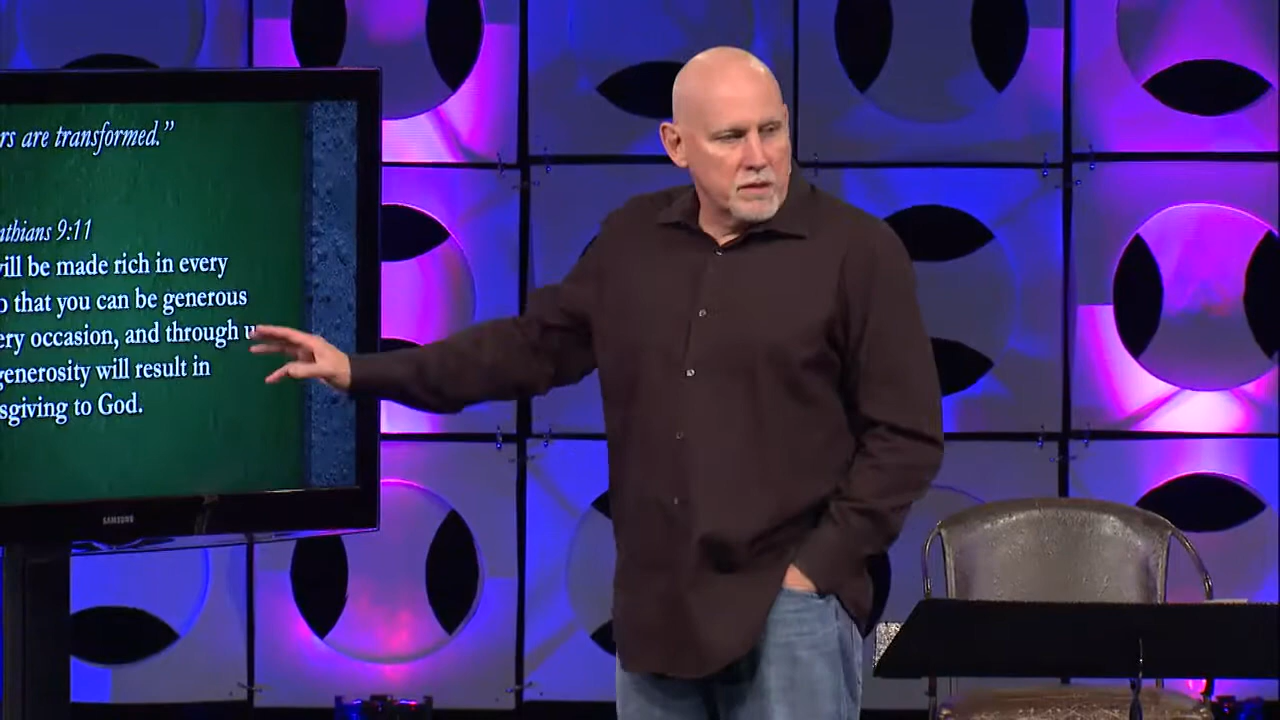 rs are transformed.”
nthians 9:11
ill be made rich in every
o that you can be generous
ery occasion, and through u
generosity will result in
sgiving to God.
SAMSUNG